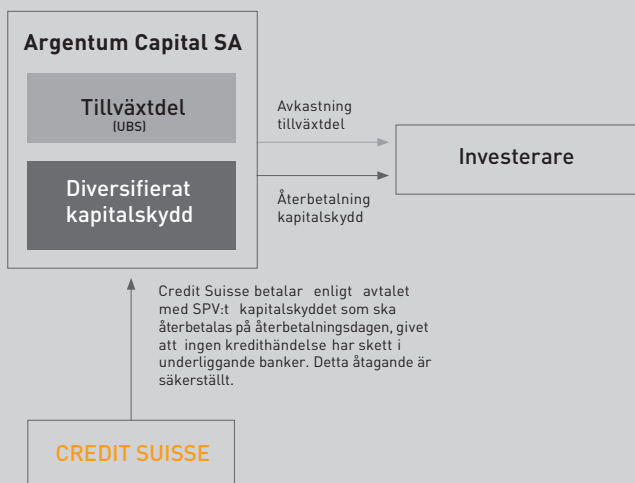 Argentum Capital SA
Tillväxtdel
(UBS)
Diversifierat
kapitalskydd
Avkastning
tillväxtdel
Återbetalning
kapitalskydd
Investerare
Credit Suisse betalar enligt avtalet
med SPV:t kapitalskyddet som ska
återbetalas på återbetalningsdagen, givet
att ingen kredithändelse har skett i
underliggande banker. Detta åtagande är
säkerställt.
CREDIT SUISSE